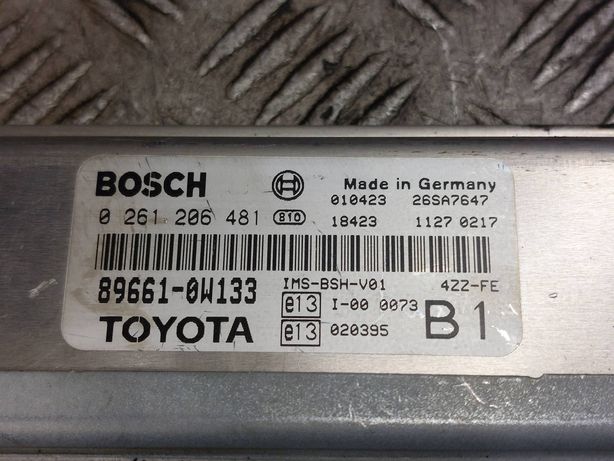 BOSCH Made in Germany
010423 26SA7647
0 261 206 481 810 18423 1127 0217
89661-0W133 IMS-BSH-V01 4ZZ-FE
e13 I-00 0073 B1
TOYOTA e13 020395